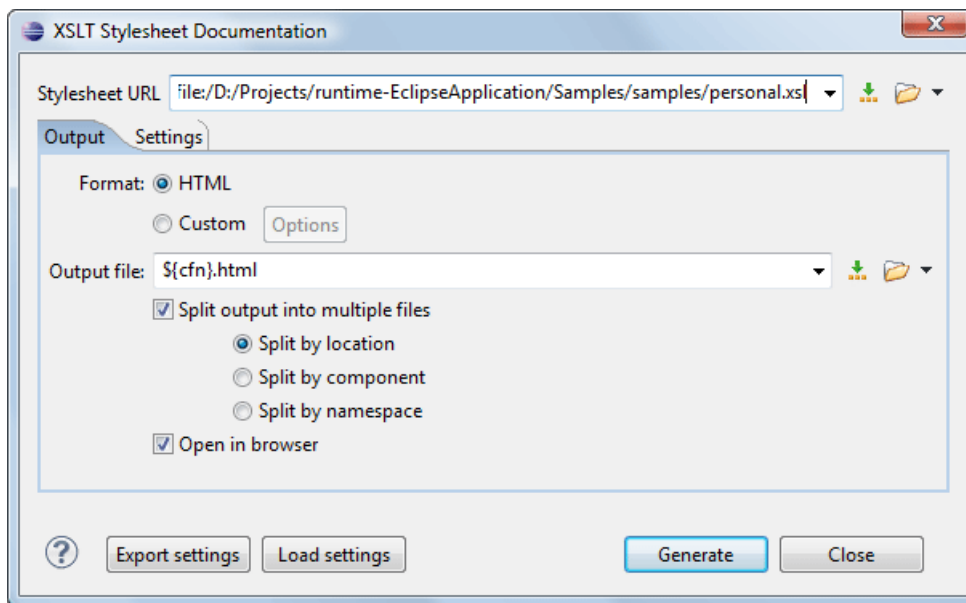 XSLT Stylesheet Documentation
Stylesheet URL file:/D:/Projects/runtime-EclipseApplication/Samples/samples/personal.xsl
Output Settings
Format: HTML
Custom Options
Output file: ${cfn}.html
Split output into multiple files
Split by location
Split by component
Split by namespace
Open in browser
? Export settings Load settings Generate Close